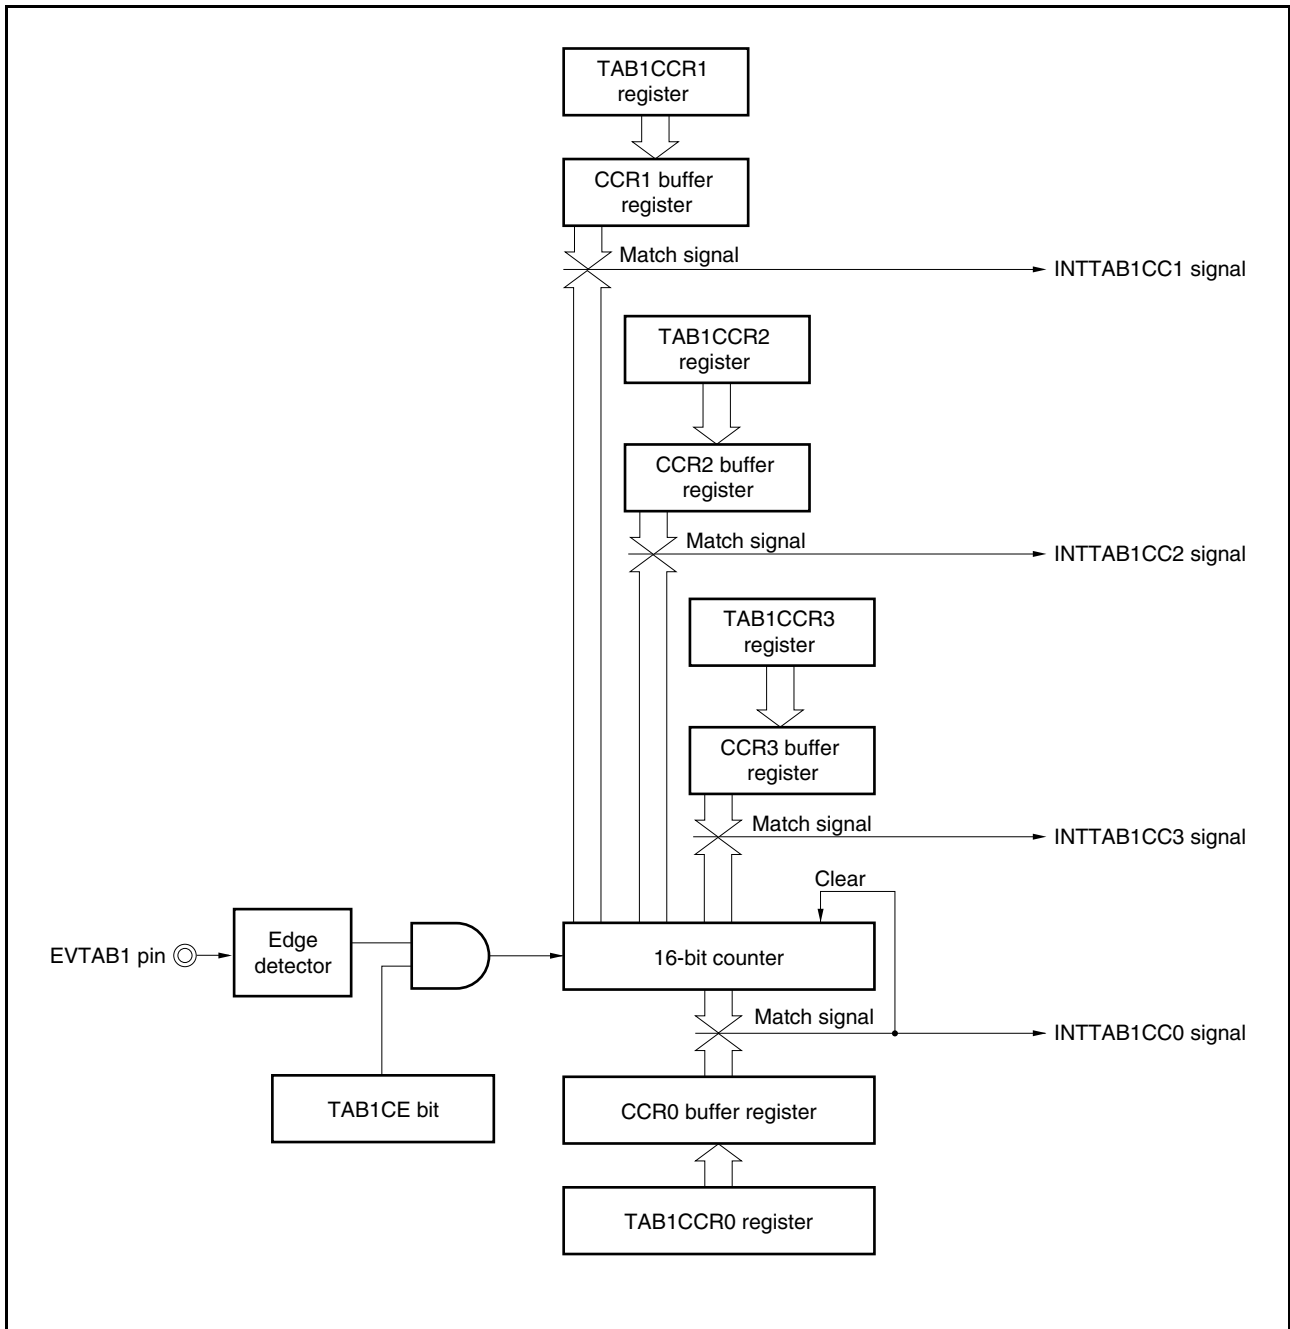 TAB1CCR1
register
CCR1 buffer
register
Match signal
INTTAB1CC1 signal
TAB1CCR2
register
CCR2 buffer
register
Match signal
INTTAB1CC2 signal
TAB1CCR3
register
CCR3 buffer
register
Match signal
INTTAB1CC3 signal
Clear
EVTAB1 pin
Edge
detector
16-bit counter
Match signal
INTTAB1CC0 signal
TAB1CE bit
CCR0 buffer register
TAB1CCR0 register